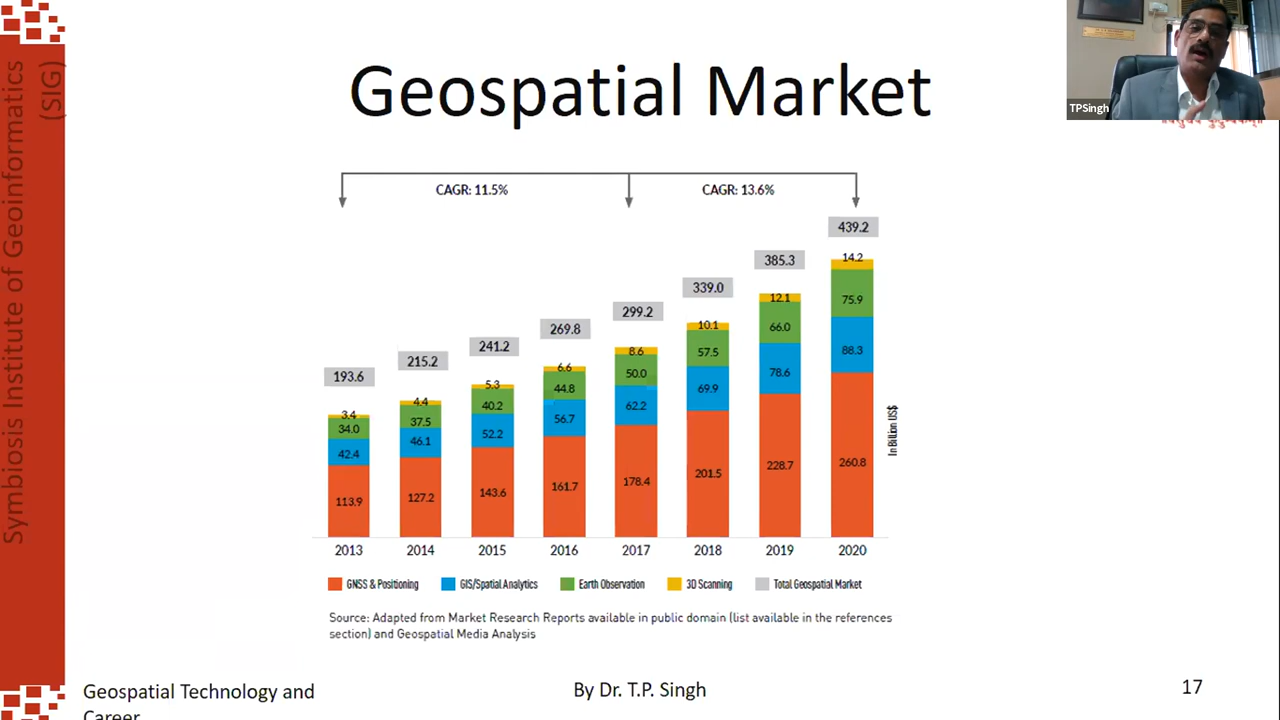 Symbiosis Institute of Geoinformatics
(SIG)
Geospatial Market
TPSingh
CAGR: 11.5%
CAGR: 13.6%
193.6
215.2
241.2
269.8
299.2
339.0
385.3
439.2
3.4
4.4
5.3
6.6
8.6
10.1
12.1
14.2
34.0
37.5
40.2
44.8
50.0
57.5
66.0
75.9
42.4
46.1
52.2
56.7
62.2
69.9
78.6
88.3
113.9
127.2
143.6
161.7
178.4
201.5
228.7
260.8
In Billion US$
2013 2014 2015 2016 2017 2018 2019 2020
GNSS & Positioning GIS/Spatial Analytics Earth Observation 3D Scanning Total Geospatial Market
Source: Adapted from Market Research Reports available in public domain (list available in the references
section) and Geospatial Media Analysis
Geospatial Technology and
Career
By Dr. T.P. Singh
17